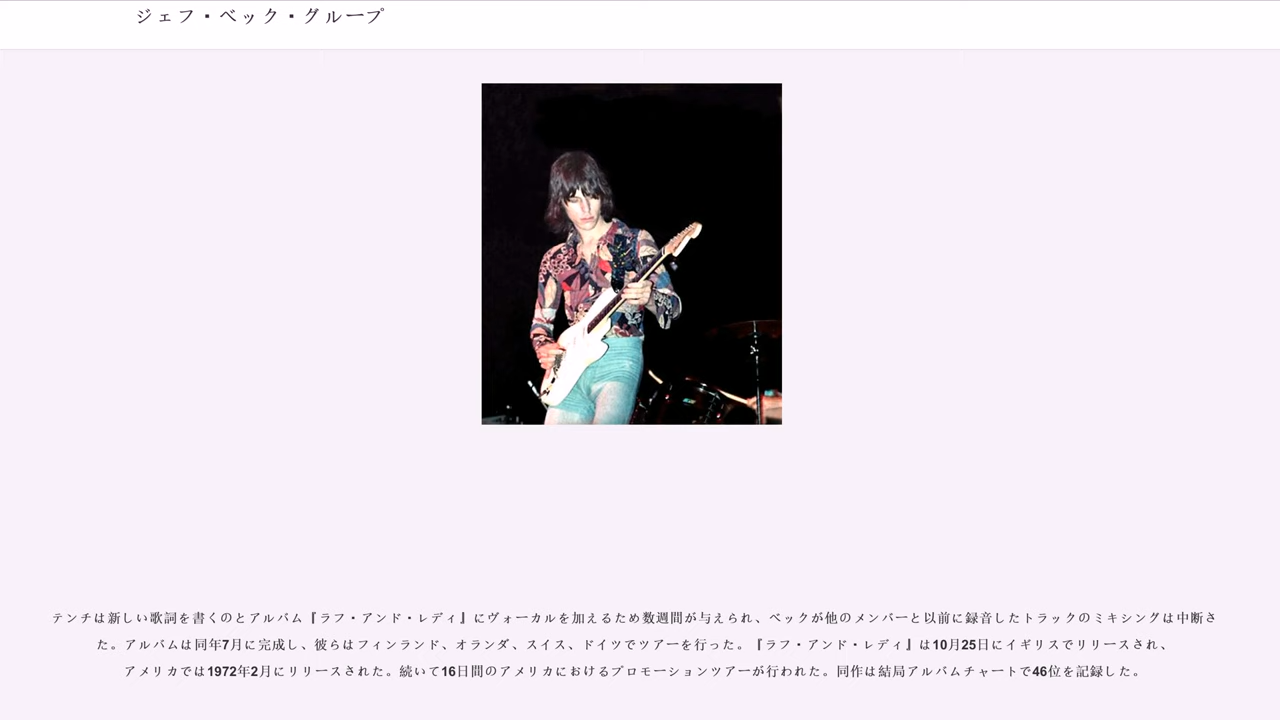 ジェフ・ベック・グループ
テンチは新しい歌詞を書くのとアルバム『ラフ・アンド・レディ』にヴォーカルを加えるため数週間が与えられ、ベックが他のメンバーと以前に録音したトラックのミキシングは中断さ
た。アルバムは同年7月に完成し、彼らはフィンランド、オランダ、スイス、ドイツでツアーを行った。『ラフ・アンド・レディ』は10月25日にイギリスでリリースされ、
アメリカでは1972年2月にリリースされた。続いて16日間のアメリカにおけるプロモーションツアーが行われた。同作は結局アルバムチャートで46位を記録した。